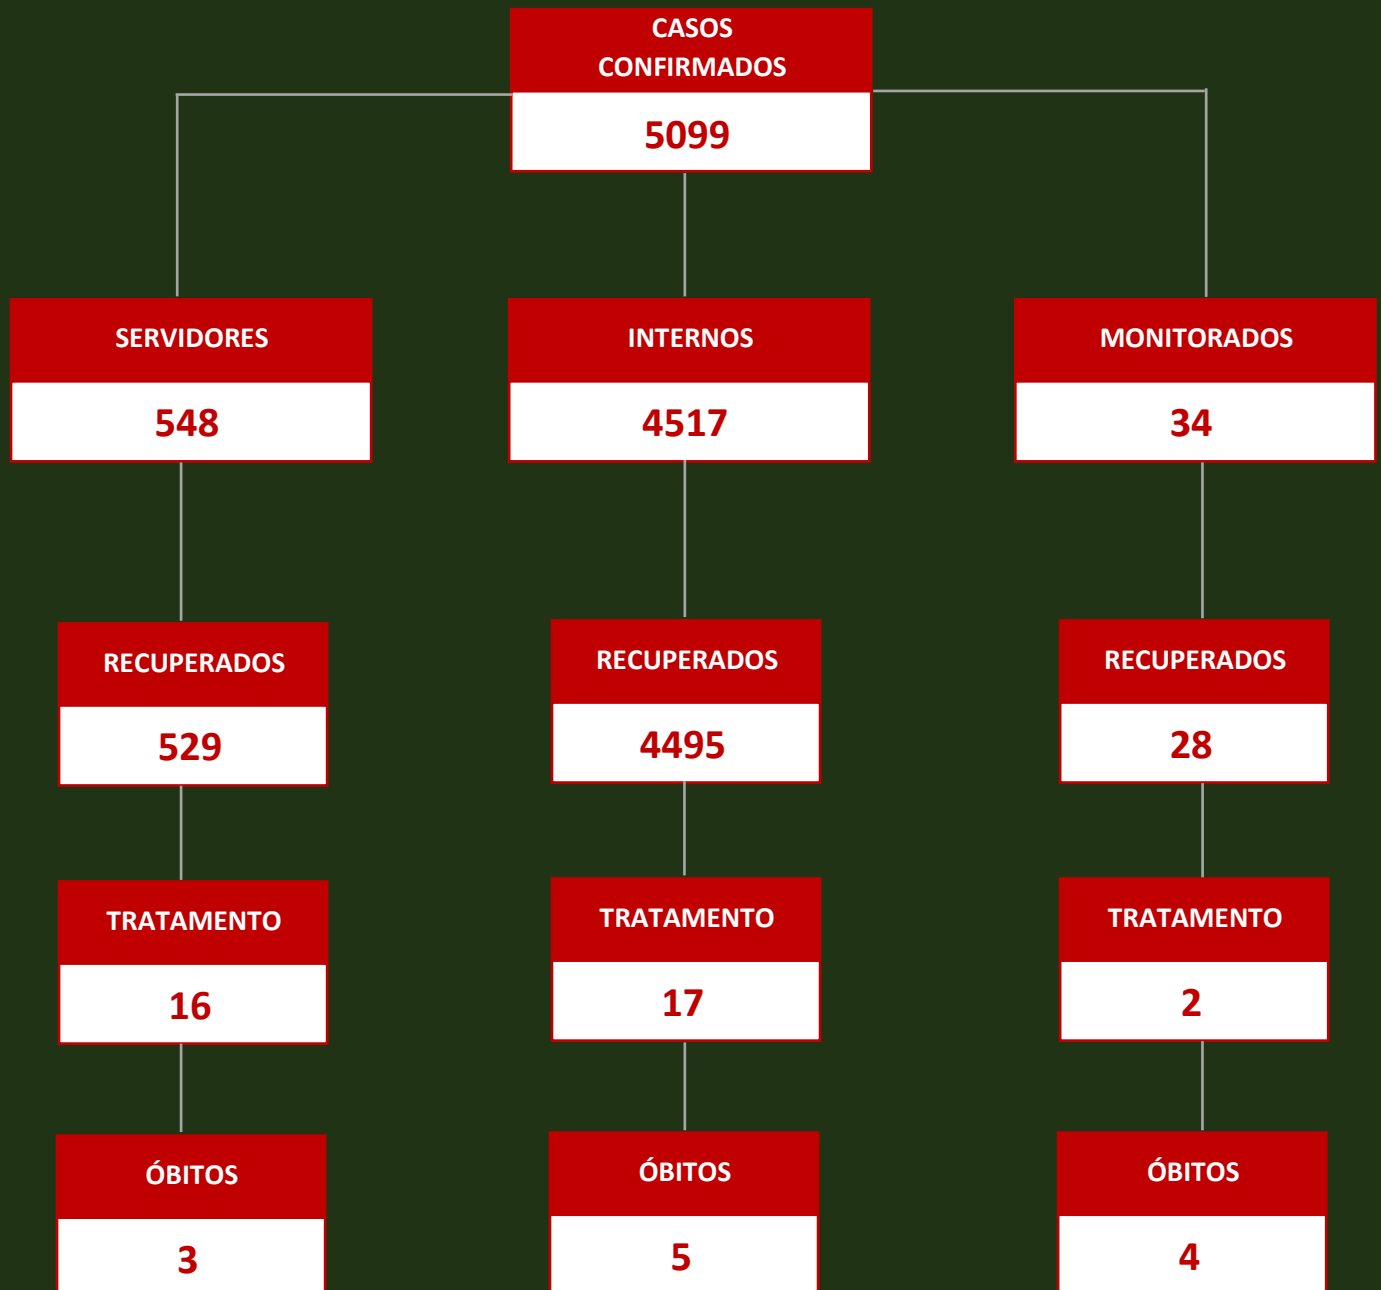 CASOS
CONFIRMADOS
5099
SERVIDORES
548
INTERNOS
4517
MONITORADOS
34
RECUPERADOS
529
RECUPERADOS
4495
RECUPERADOS
28
TRATAMENTO
16
TRATAMENTO
17
TRATAMENTO
2
ÓBITOS
3
ÓBITOS
5
ÓBITOS
4